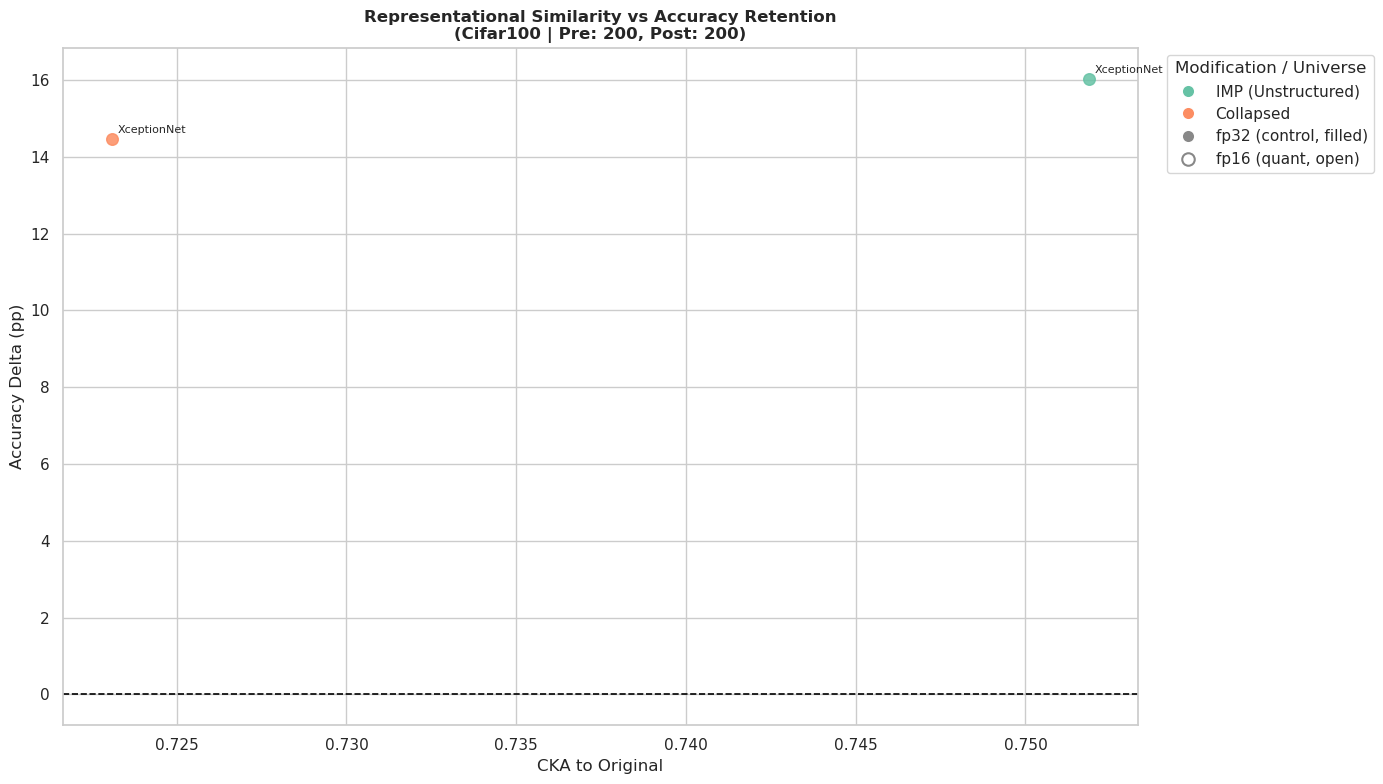 Representational Similarity vs Accuracy Retention
(Cifar100 | Pre: 200, Post: 200)
XceptionNet
XceptionNet
Modification / Universe
IMP (Unstructured)
Collapsed
fp32 (control, filled)
fp16 (quant, open)
Accuracy Delta (pp)
16
14
12
10
8
6
4
2
0
0.725
0.730
0.735
0.740
0.745
0.750
CKA to Original